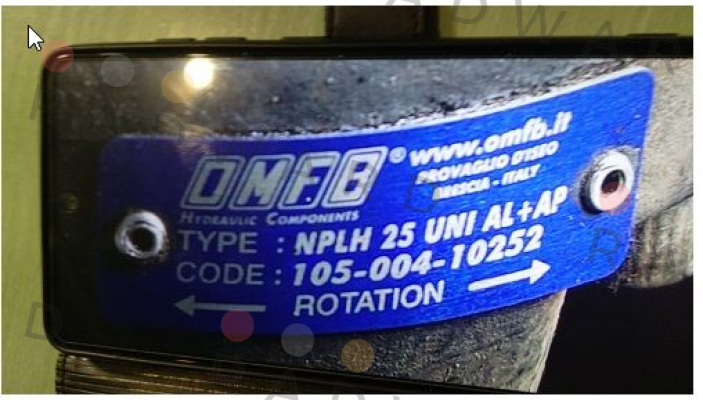 OMFB® www.omfb.it
PROVAGLIO D'ISEO
BRESCIA - ITALY
HYDRAULIC COMPONENTS
TYPE : NPLH 25 UNI AL+AP
CODE : 105-004-10252
ROTATION